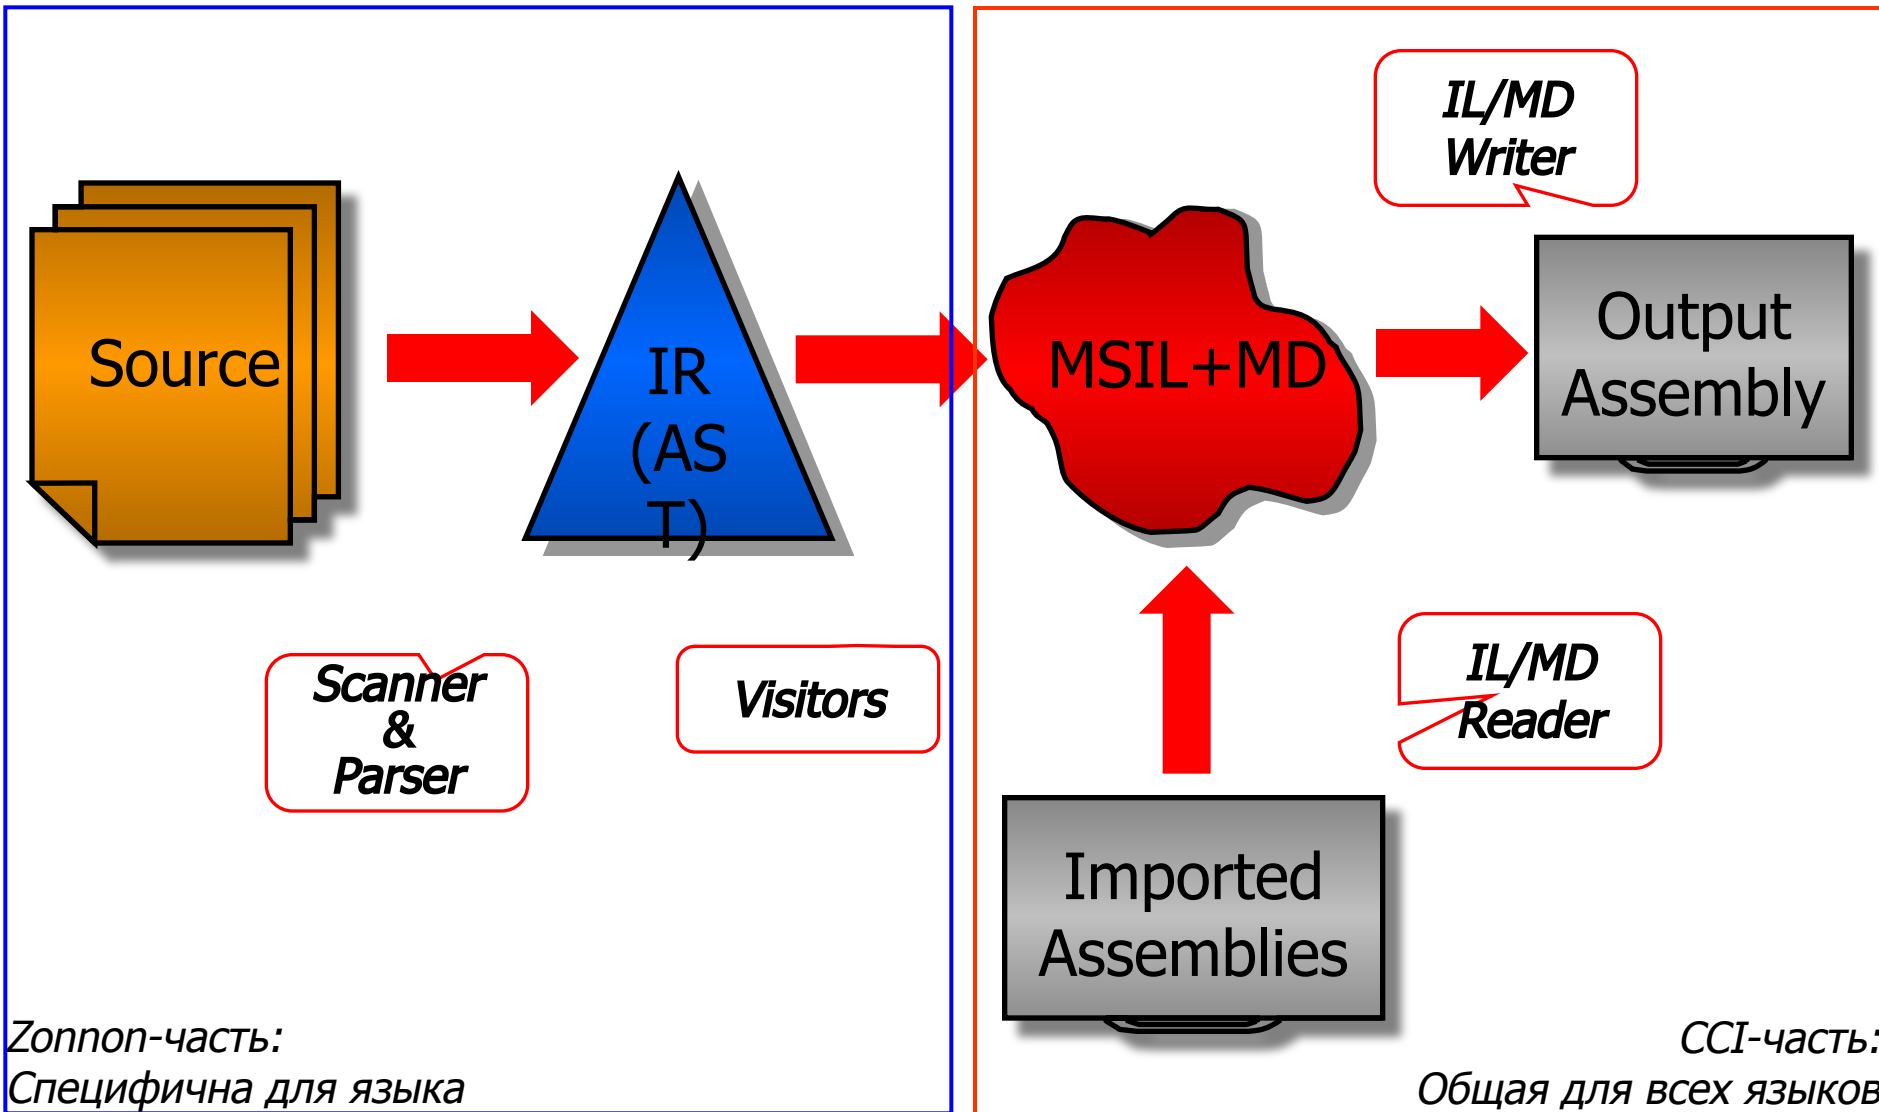 Source
IR
(AS
T)
Scanner
&
Parser
Visitors
Zonnon-часть:
Специфична для языка
IL/MD
Writer
MSIL+MD
Output
Assembly
IL/MD
Reader
Imported
Assemblies
CCI-часть:
Общая для всех языков